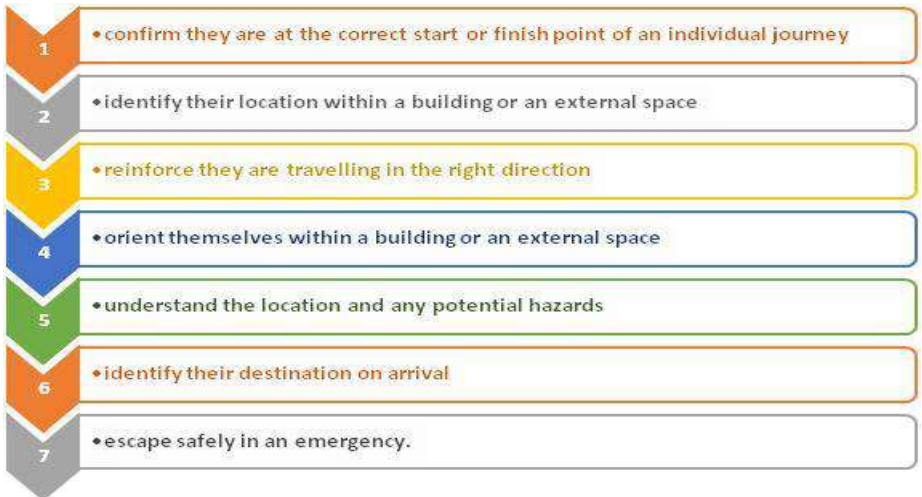 1
• confirm they are at the correct start or finish point of an individual journey
2
• identify their location within a building or an external space
3
• reinforce they are travelling in the right direction
4
• orient themselves within a building or an external space
5
• understand the location and any potential hazards
6
• identify their destination on arrival
7
• escape safely in an emergency.